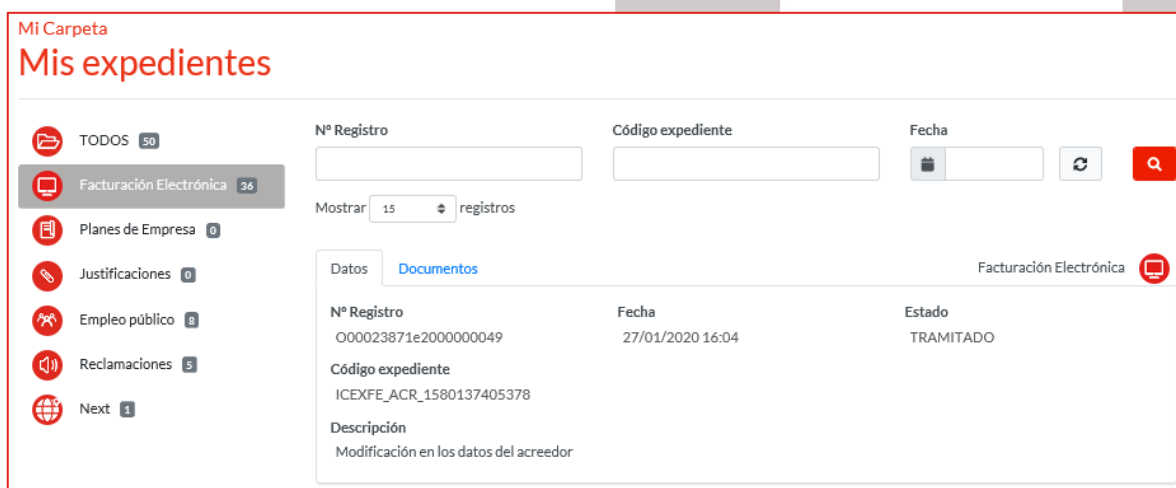 Mi Carpeta
Mis expedientes
TODOS 50
Facturación Electrónica 36
Planes de Empresa 0
Justificaciones 0
Empleo público 8
Reclamaciones 5
Next 1
Nº Registro Código expediente Fecha
Mostrar 15 registros
Datos Documentos Facturación Electrónica
Nº Registro Fecha Estado
O00023871e2000000049 27/01/2020 16:04 TRAMITADO
Código expediente
ICEXFE_ACR_1580137405378
Descripción
Modificación en los datos del acreedor